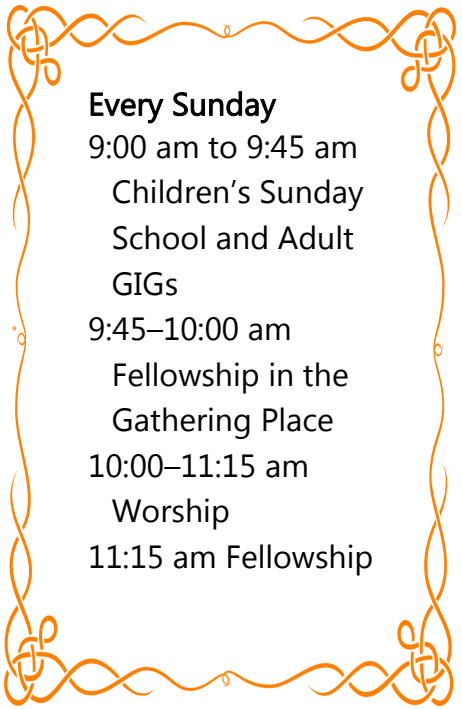 Every Sunday
9:00 am to 9:45 am
Children’s Sunday
School and Adult
GIGs
9:45–10:00 am
Fellowship in the
Gathering Place
10:00–11:15 am
Worship
11:15 am Fellowship